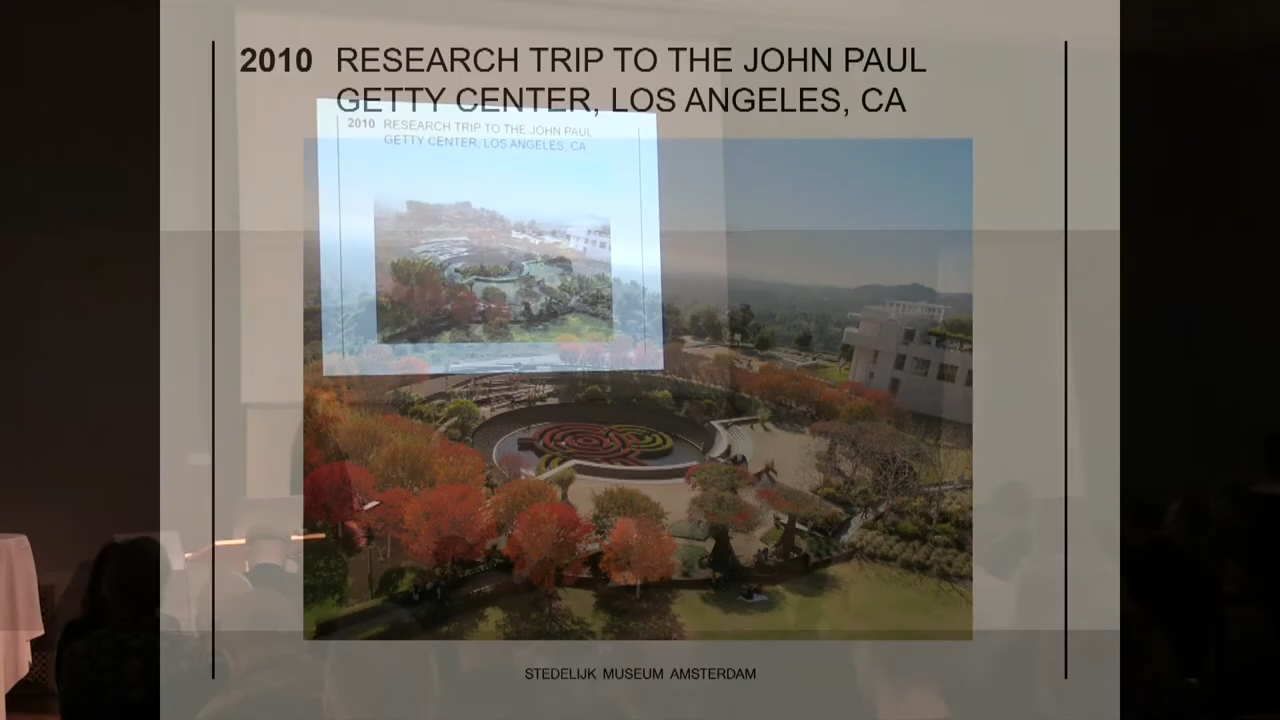 2010 RESEARCH TRIP TO THE JOHN PAUL
GETTY CENTER, LOS ANGELES, CA
2010 RESEARCH TRIP TO THE JOHN PAUL
GETTY CENTER, LOS ANGELES, CA
STEDELIJK MUSEUM AMSTERDAM